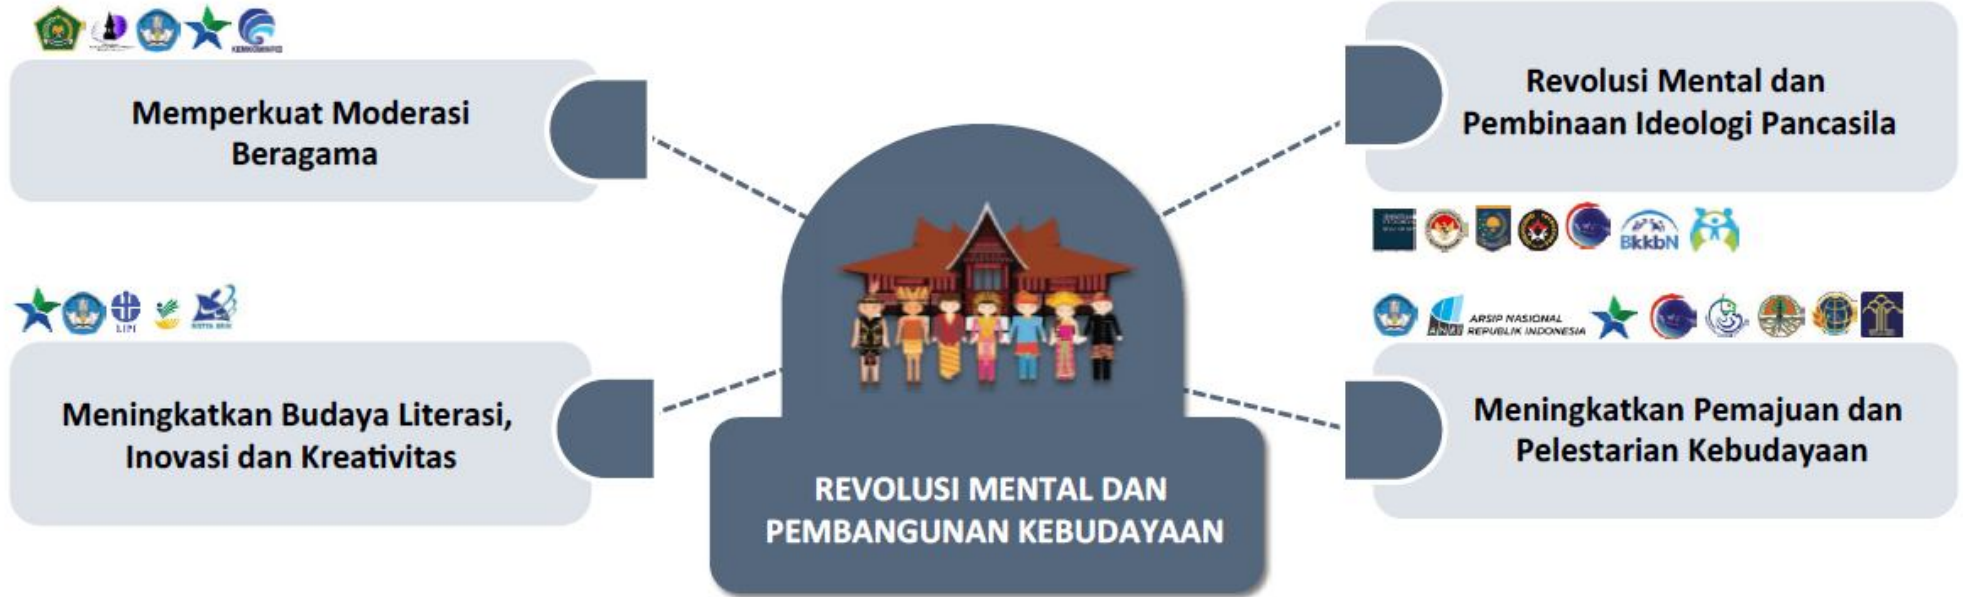 KEMKOMINFO
Memperkuat Moderasi
Beragama
Revolusi Mental dan
Pembinaan Ideologi Pancasila
BkkbN
LIPI
ARSIP NASIONAL
REPUBLIK INDONESIA
Meningkatkan Budaya Literasi,
Inovasi dan Kreativitas
Meningkatkan Pemajuan dan
Pelestarian Kebudayaan
REVOLUSI MENTAL DAN
PEMBANGUNAN KEBUDAYAAN